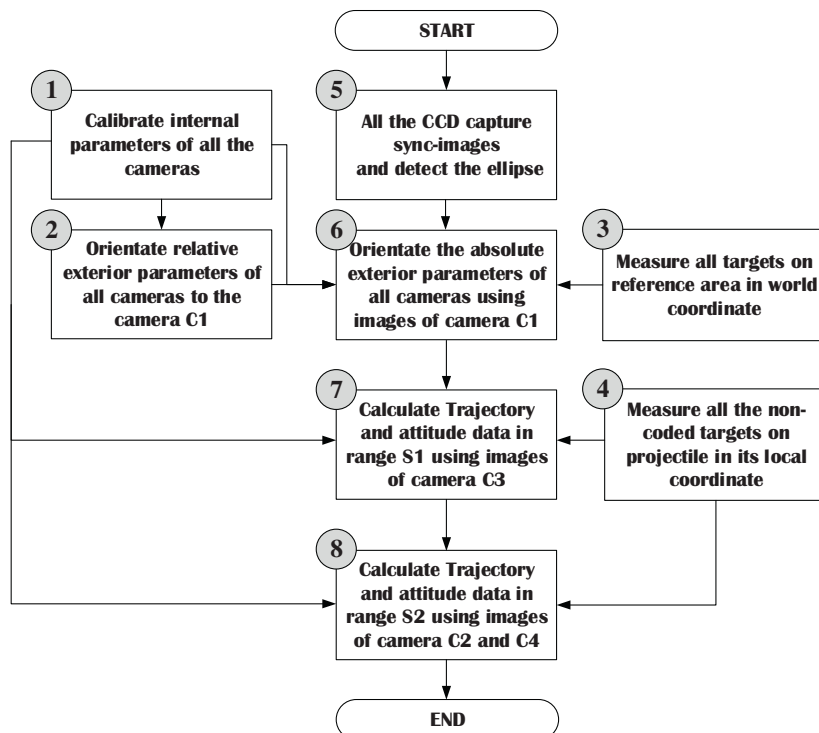 START
1
Calibrate internal
parameters of all the
cameras
5
All the CCD capture
sync-images
and detect the ellipse
2
Orientate relative
exterior parameters of
all cameras to the
camera C1
6
Orientate the absolute
exterior parameters of
all cameras using
images of camera C1
3
Measure all targets on
reference area in world
coordinate
7
Calculate Trajectory
and attitude data in
range S1 using images
of camera C3
4
Measure all the non-
coded targets on
projectile in its local
coordinate
8
Calculate Trajectory
and attitude data in
range S2 using images
of camera C2 and C4
END